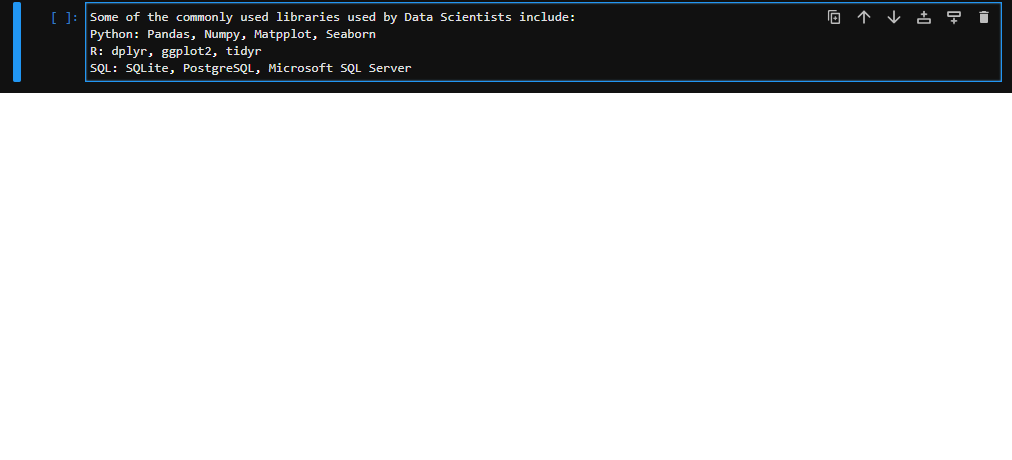 [ ]: Some of the commonly used libraries used by Data Scientists include:
Python: Pandas, Numpy, Matpplot, Seaborn
R: dplyr, ggplot2, tidyr
SQL: SQLite, PostgreSQL, Microsoft SQL Server